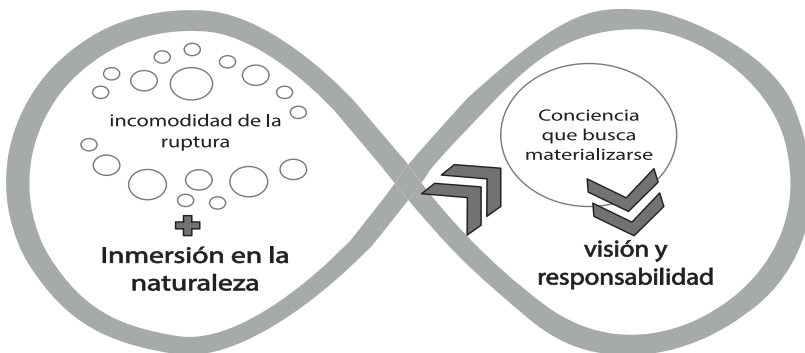 incomodidad de la
ruptura
Inmersión en la
naturaleza
Conciencia
que busca
materializarse
visión y
responsabilidad